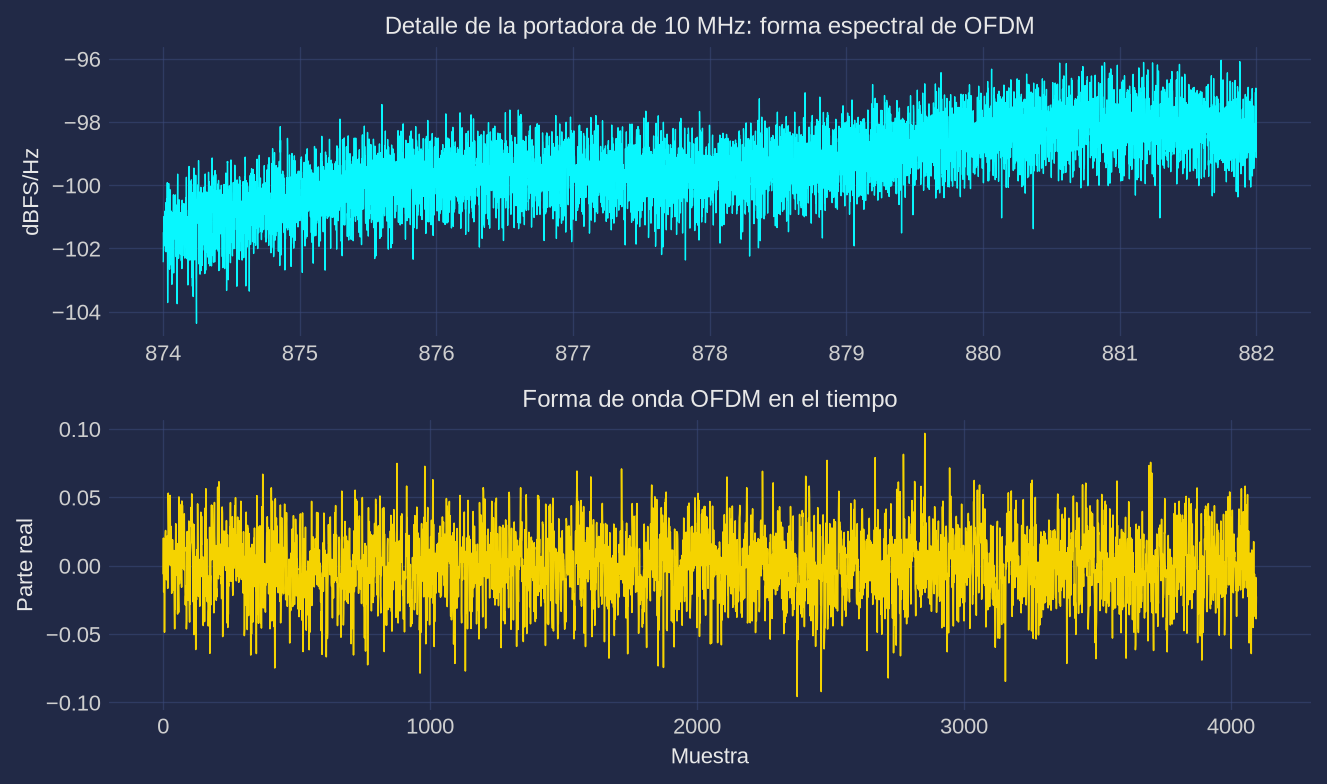 Detalle de la portadora de 10 MHz: forma espectral de OFDM
−96
−98
−100
−102
−104
dBFS/Hz
874 875 876 877 878 879 880 881 882
Forma de onda OFDM en el tiempo
0.10
0.05
0.00
−0.05
−0.10
Parte real
0 1000 2000 3000 4000
Muestra